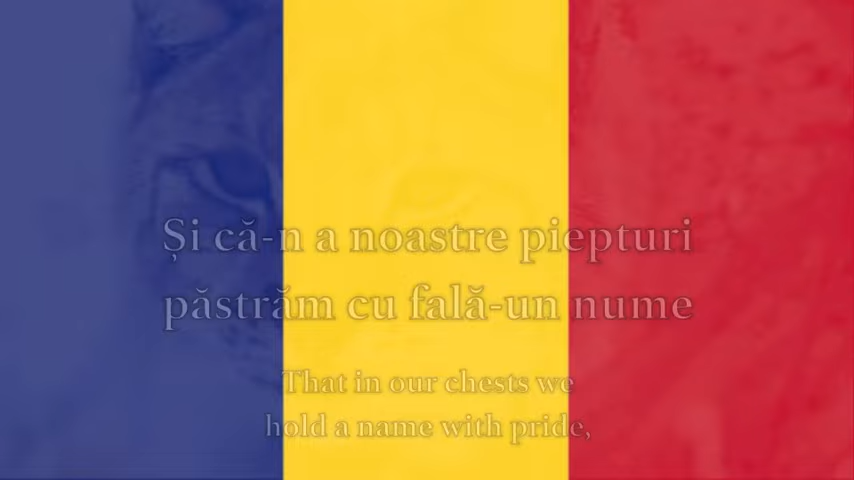 Și că-n a noastre piepturi
păstrăm cu fală-un nume
That in our chests we
hold a name with pride,